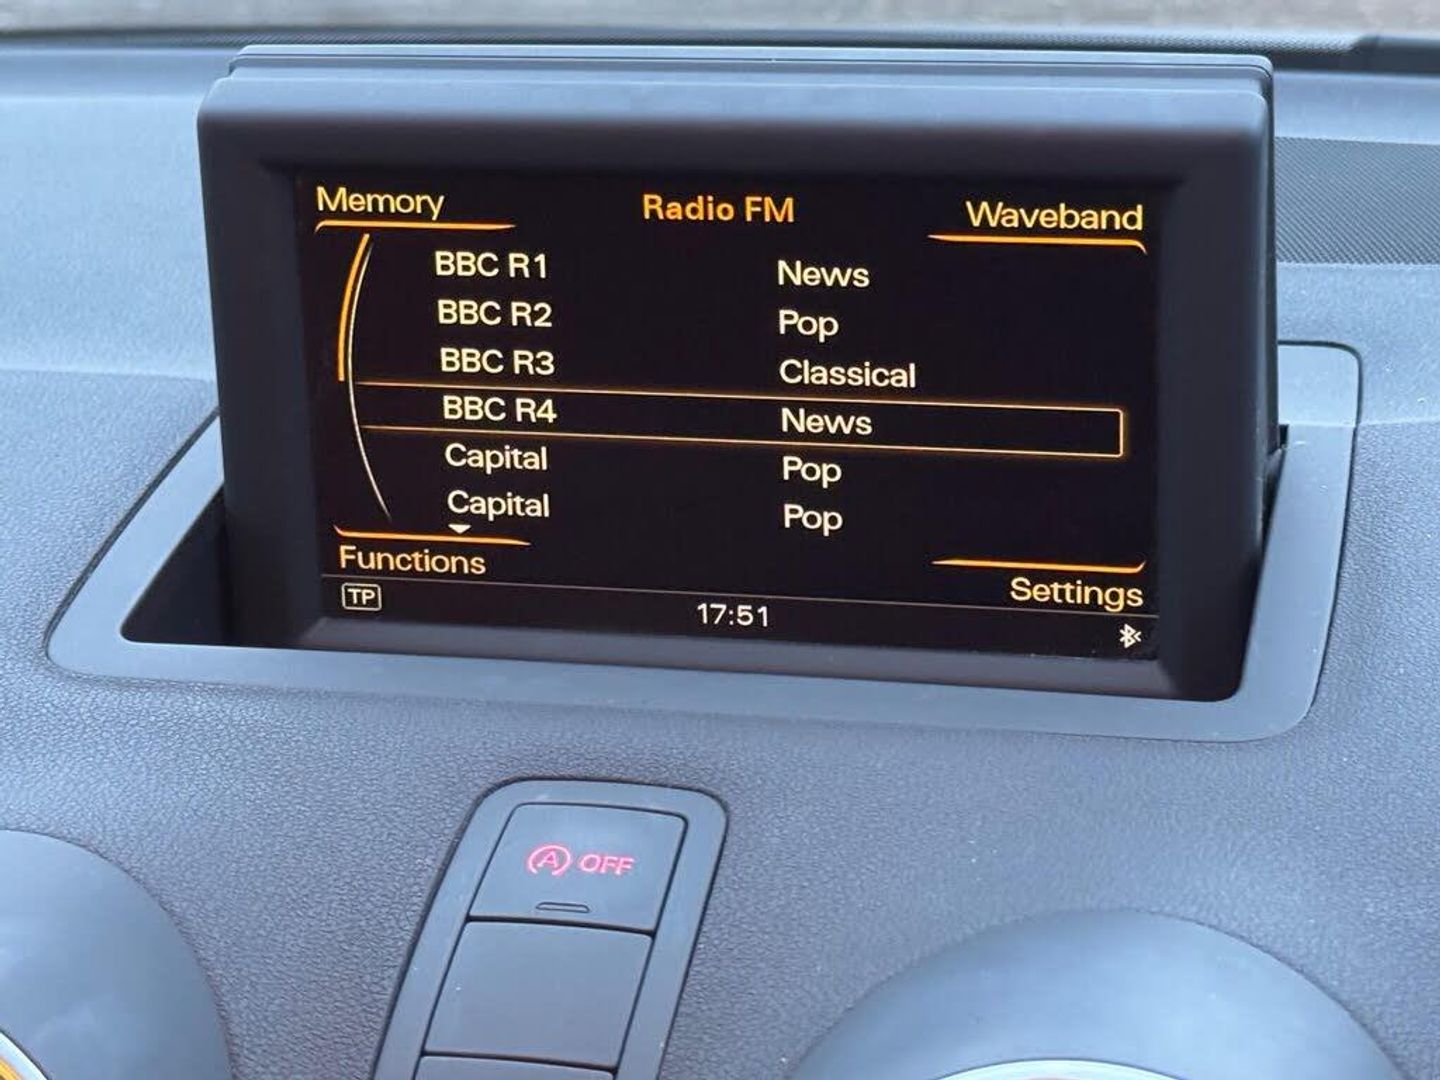 Memory Radio FM Waveband
BBC R1 News
BBC R2 Pop
BBC R3 Classical
BBC R4 News
Capital Pop
Capital Pop
Functions Settings
TP 17:51
A OFF